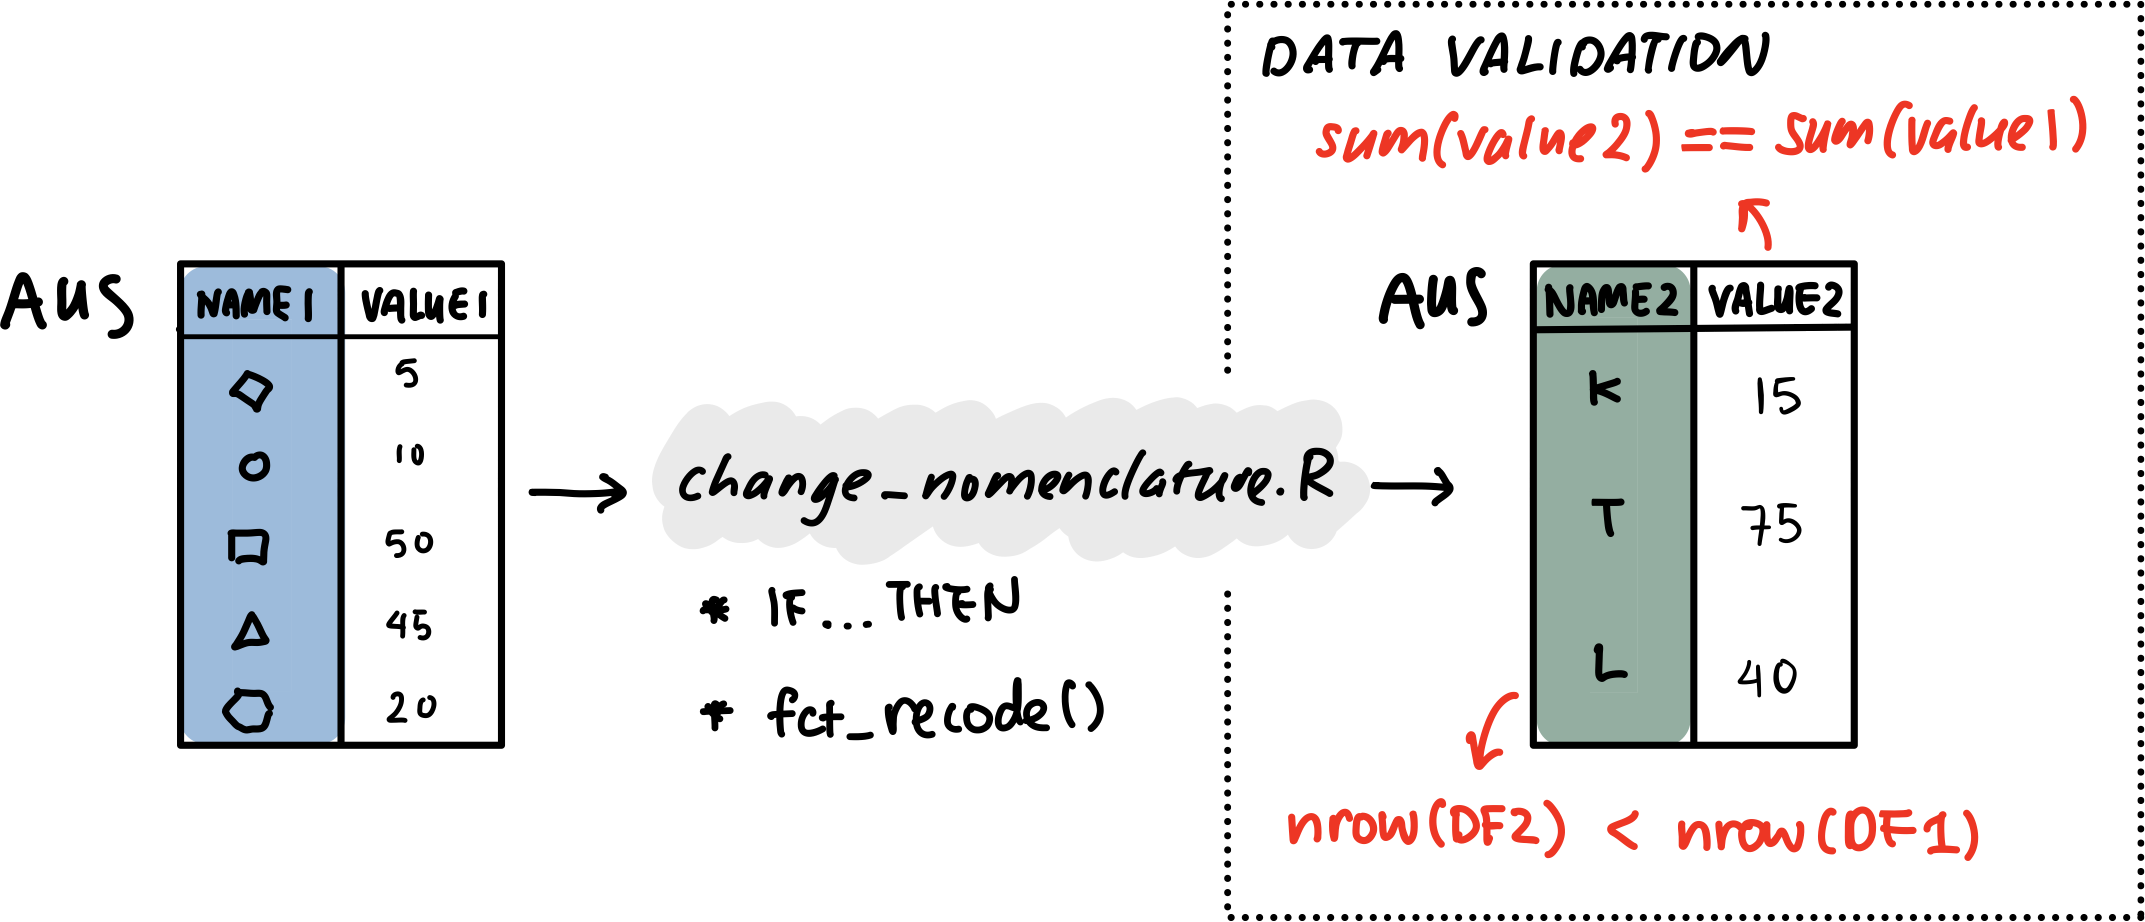 DATA VALIDATION
sum(value2) == sum(value1)
AUS
NAME1 VALUE1
5
10
50
45
20
change_nomenclature.R
* IF...THEN
* fct_recode()
AUS
NAME2 VALUE2
K 15
T 75
L 40
nrow(DF2) < nrow(DF1)